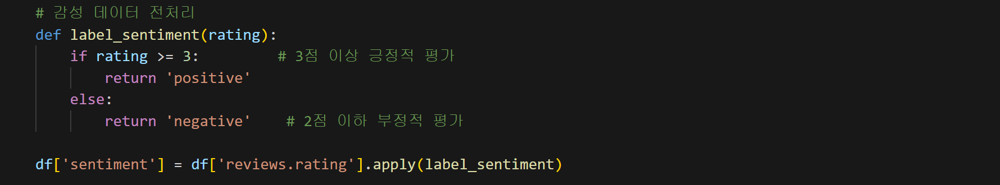 # 감성 데이터 전처리
def label_sentiment(rating):
    if rating >= 3:         # 3점 이상 긍정적 평가
        return 'positive'
    else:
        return 'negative'    # 2점 이하 부정적 평가

df['sentiment'] = df['reviews.rating'].apply(label_sentiment)